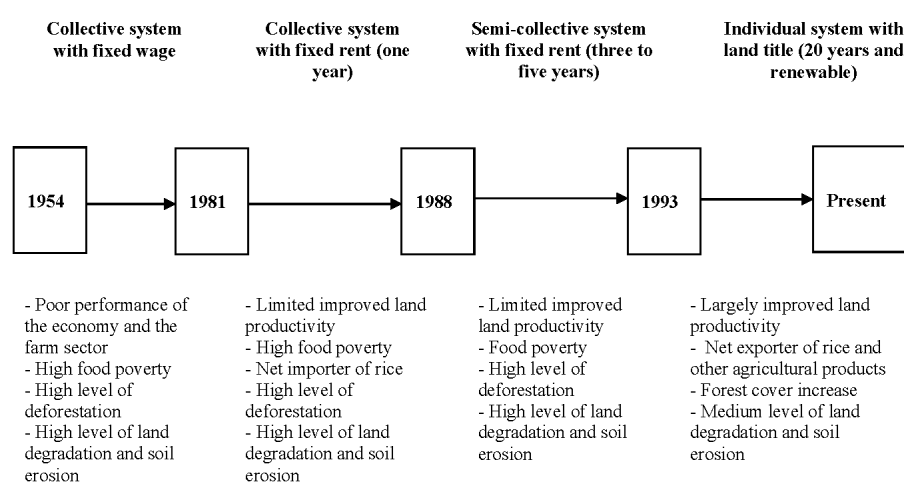 Collective system
with fixed wage
Collective system
with fixed rent (one
year)
Semi-collective system
with fixed rent (three to
five years)
Individual system with
land title (20 years and
renewable)
1954
1981
1988
1993
Present
- Poor performance of
the economy and the
farm sector
- High food poverty
- High level of
deforestation
- High level of land
degradation and soil
erosion
- Limited improved land
productivity
- High food poverty
- Net importer of rice
- High level of
deforestation
- High level of land
degradation and soil
erosion
- Limited improved
land productivity
- Food poverty
- High level of
deforestation
- High level of land
degradation and soil
erosion
- Largely improved land
productivity
- Net exporter of rice and
other agricultural products
- Forest cover increase
- Medium level of land
degradation and soil
erosion